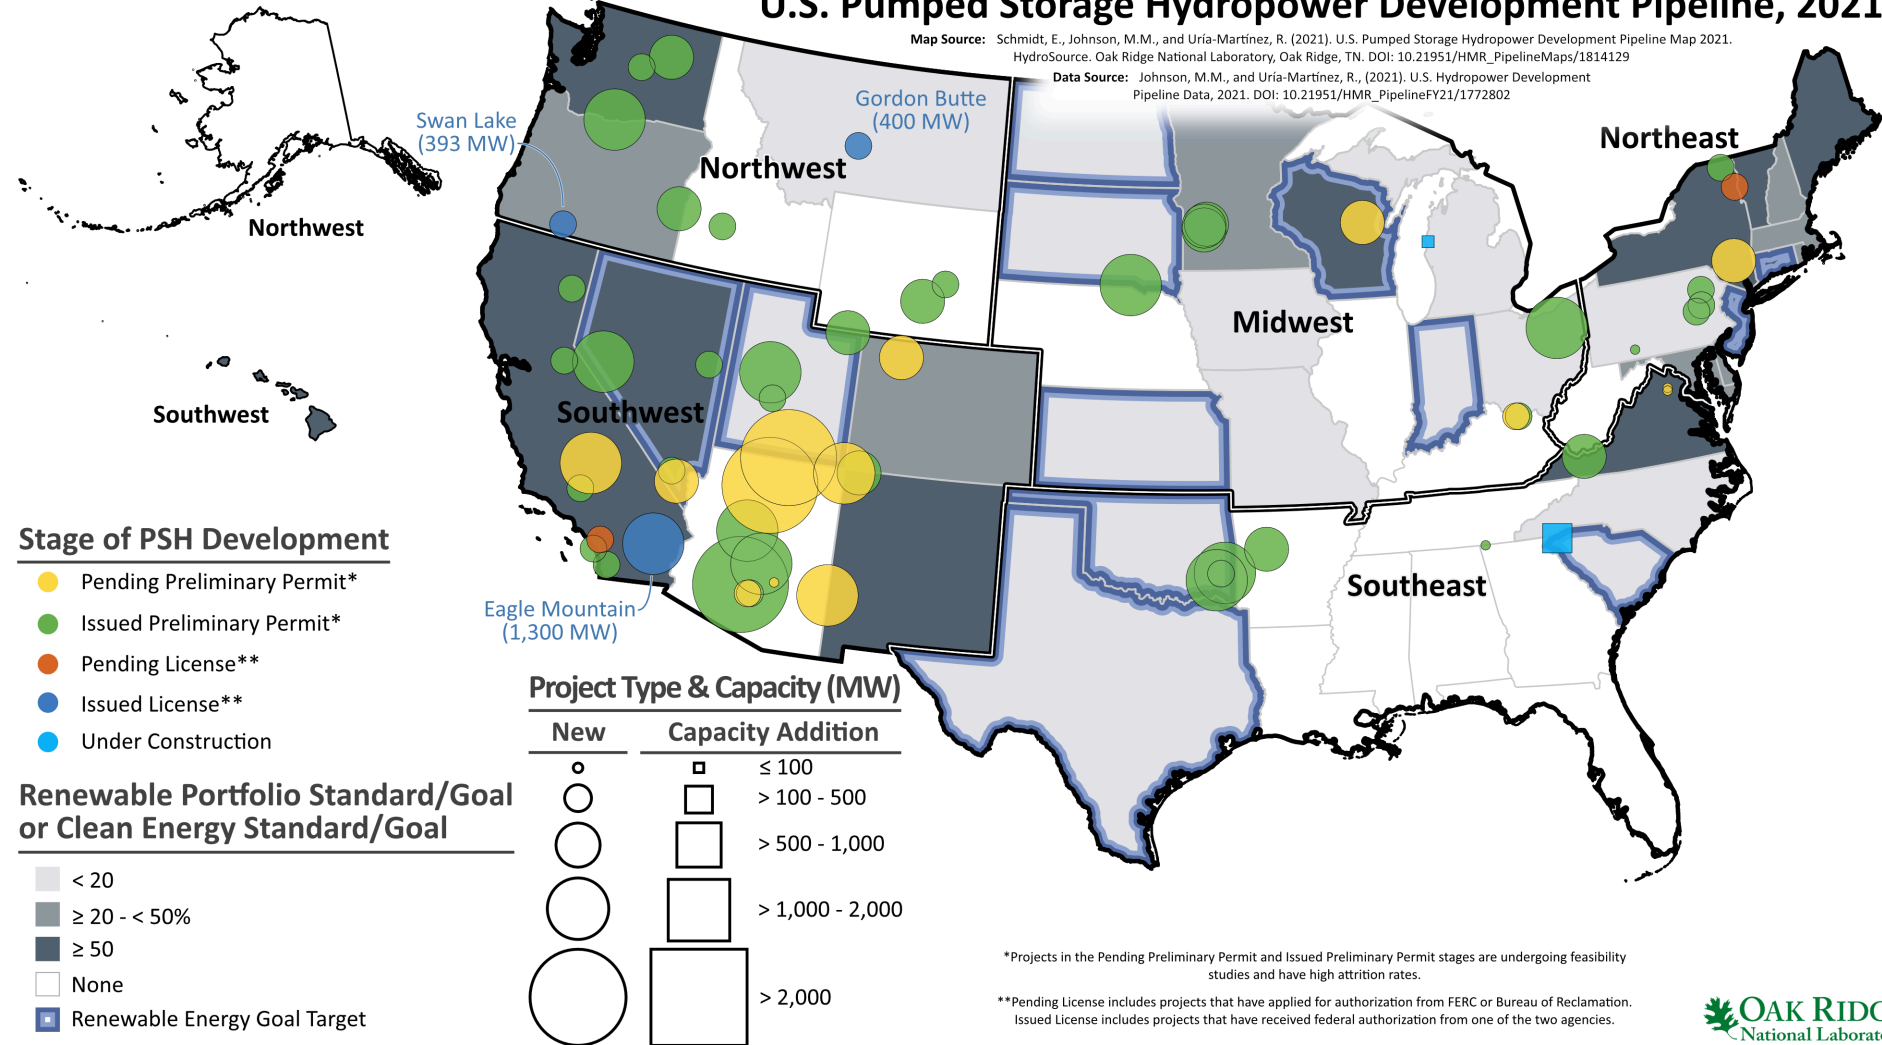 U.S. Pumped Storage Hydropower Development Pipeline, 2021
Map Source: Schmidt, E., Johnson, M.M., and Uría-Martínez, R. (2021). U.S. Pumped Storage Hydropower Development Pipeline Map 2021.
HydroSource. Oak Ridge National Laboratory, Oak Ridge, TN. DOI: 10.21951/HMR_PipelineMaps/1814129
Data Source: Johnson, M.M., and Uría-Martínez, R., (2021). U.S. Hydropower Development
Pipeline Data, 2021. DOI: 10.21951/HMR_PipelineFY21/1772802
Swan Lake
(393 MW)
Gordon Butte
(400 MW)
Northwest
Northwest
Northeast
Midwest
Southwest
Southwest
Southeast
Eagle Mountain
(1,300 MW)
Stage of PSH Development
Pending Preliminary Permit*
Issued Preliminary Permit*
Pending License**
Issued License**
Under Construction
Renewable Portfolio Standard/Goal
or Clean Energy Standard/Goal
< 20
≥ 20 - < 50%
≥ 50
None
Renewable Energy Goal Target
Project Type & Capacity (MW)
New Capacity Addition
≤ 100
> 100 - 500
> 500 - 1,000
> 1,000 - 2,000
> 2,000
*Projects in the Pending Preliminary Permit and Issued Preliminary Permit stages are undergoing feasibility
studies and have high attrition rates.
**Pending License includes projects that have applied for authorization from FERC or Bureau of Reclamation.
Issued License includes projects that have received federal authorization from one of the two agencies.
OAK RIDG
National Laborat